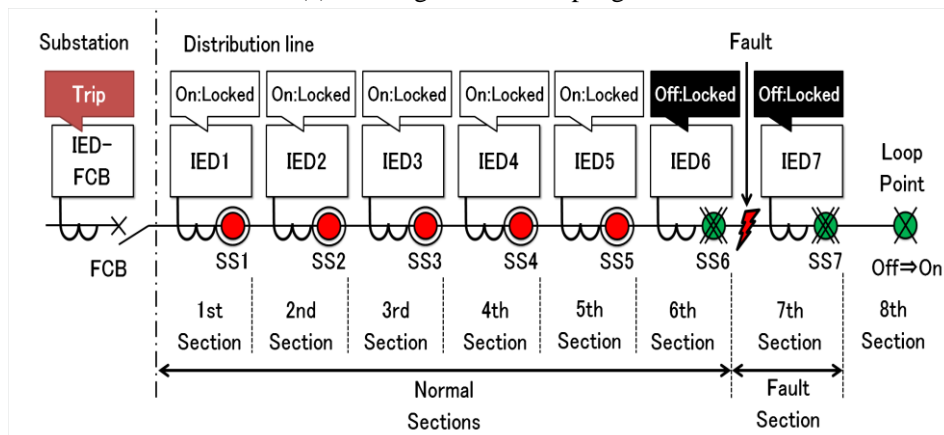 Substation
Distribution line
Fault
Trip
On:Locked
On:Locked
On:Locked
On:Locked
On:Locked
Off:Locked
Off:Locked
IED-
FCB
IED1
IED2
IED3
IED4
IED5
IED6
IED7
Loop
Point
FCB
SS1
SS2
SS3
SS4
SS5
SS6
SS7
Off⇒On
1st
Section
2nd
Section
3rd
Section
4th
Section
5th
Section
6th
Section
7th
Section
8th
Section
Normal
Sections
Fault
Section